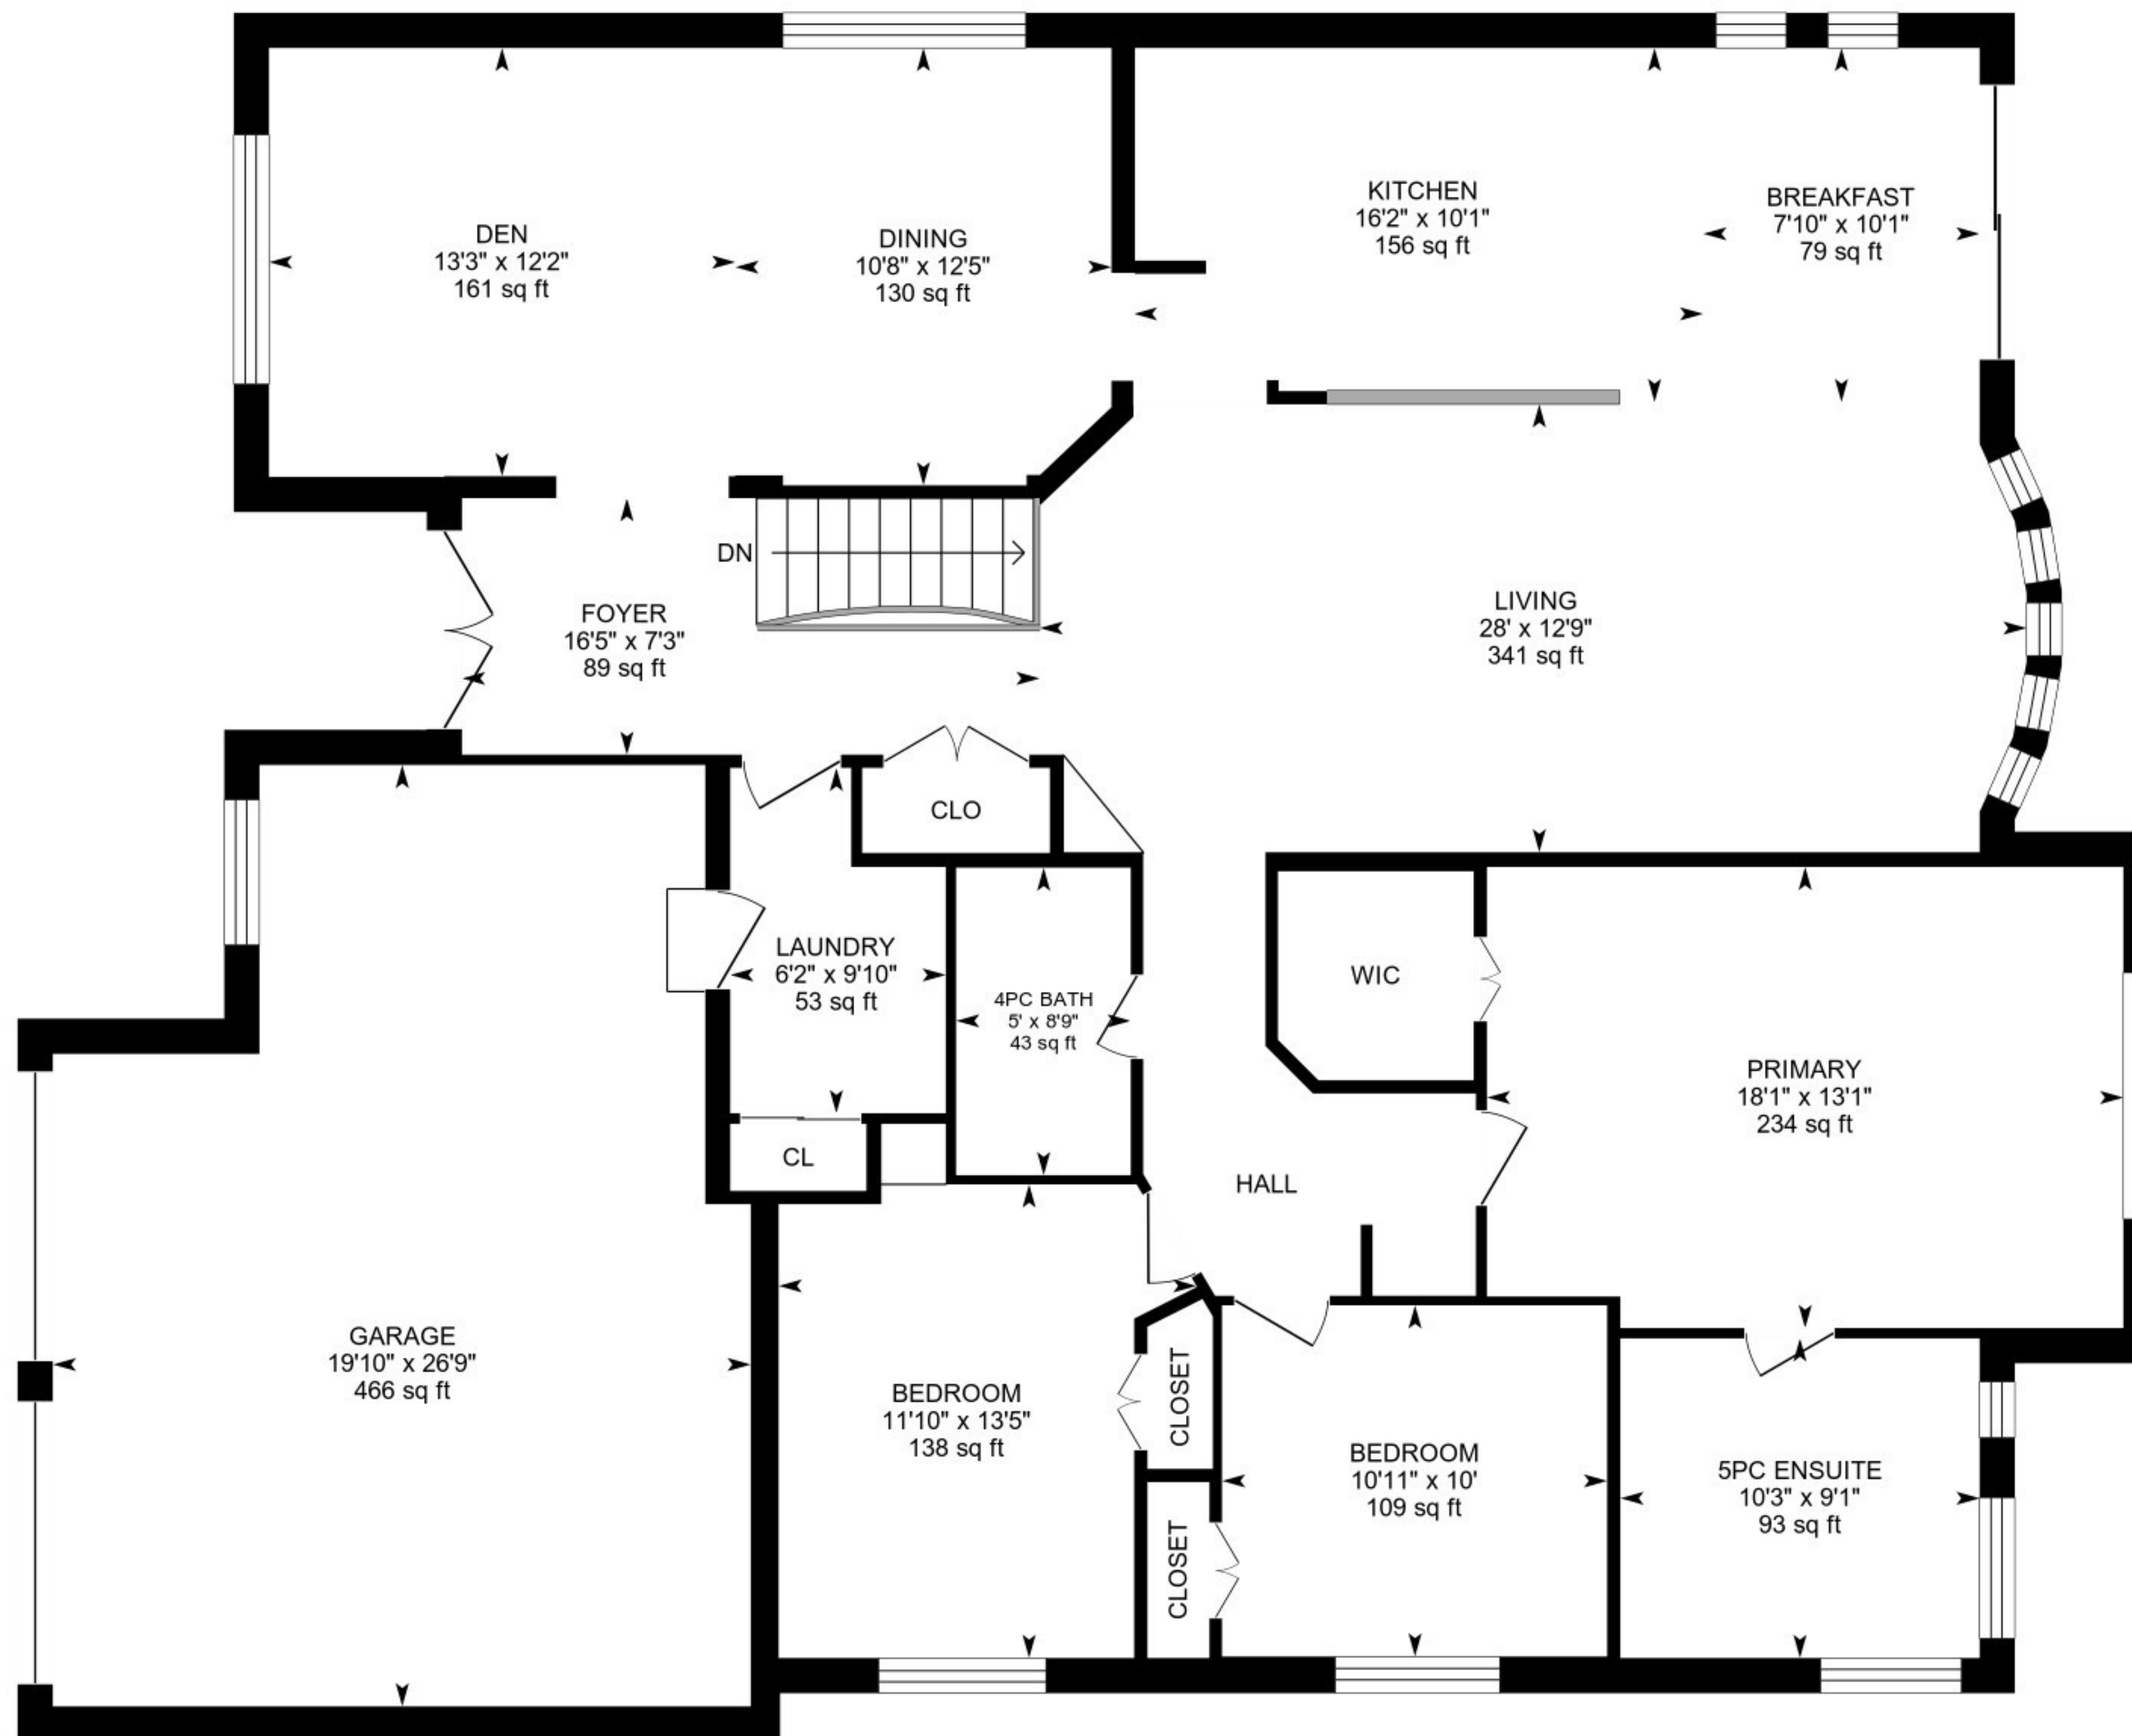 DEN
13'3" x 12'2"
161 sq ft
DINING
10'8" x 12'5"
130 sq ft
KITCHEN
16'2" x 10'1"
156 sq ft
BREAKFAST
7'10" x 10'1"
79 sq ft
DN
FOYER
16'5" x 7'3"
89 sq ft
LIVING
28' x 12'9"
341 sq ft
CLO
LAUNDRY
6'2" x 9'10"
53 sq ft
4PC BATH
5' x 8'9"
43 sq ft
WIC
PRIMARY
18'1" x 13'1"
234 sq ft
CL
HALL
GARAGE
19'10" x 26'9"
466 sq ft
BEDROOM
11'10" x 13'5"
138 sq ft
CLOSET
CLOSET
BEDROOM
10'11" x 10'
109 sq ft
5PC ENSUITE
10'3" x 9'1"
93 sq ft